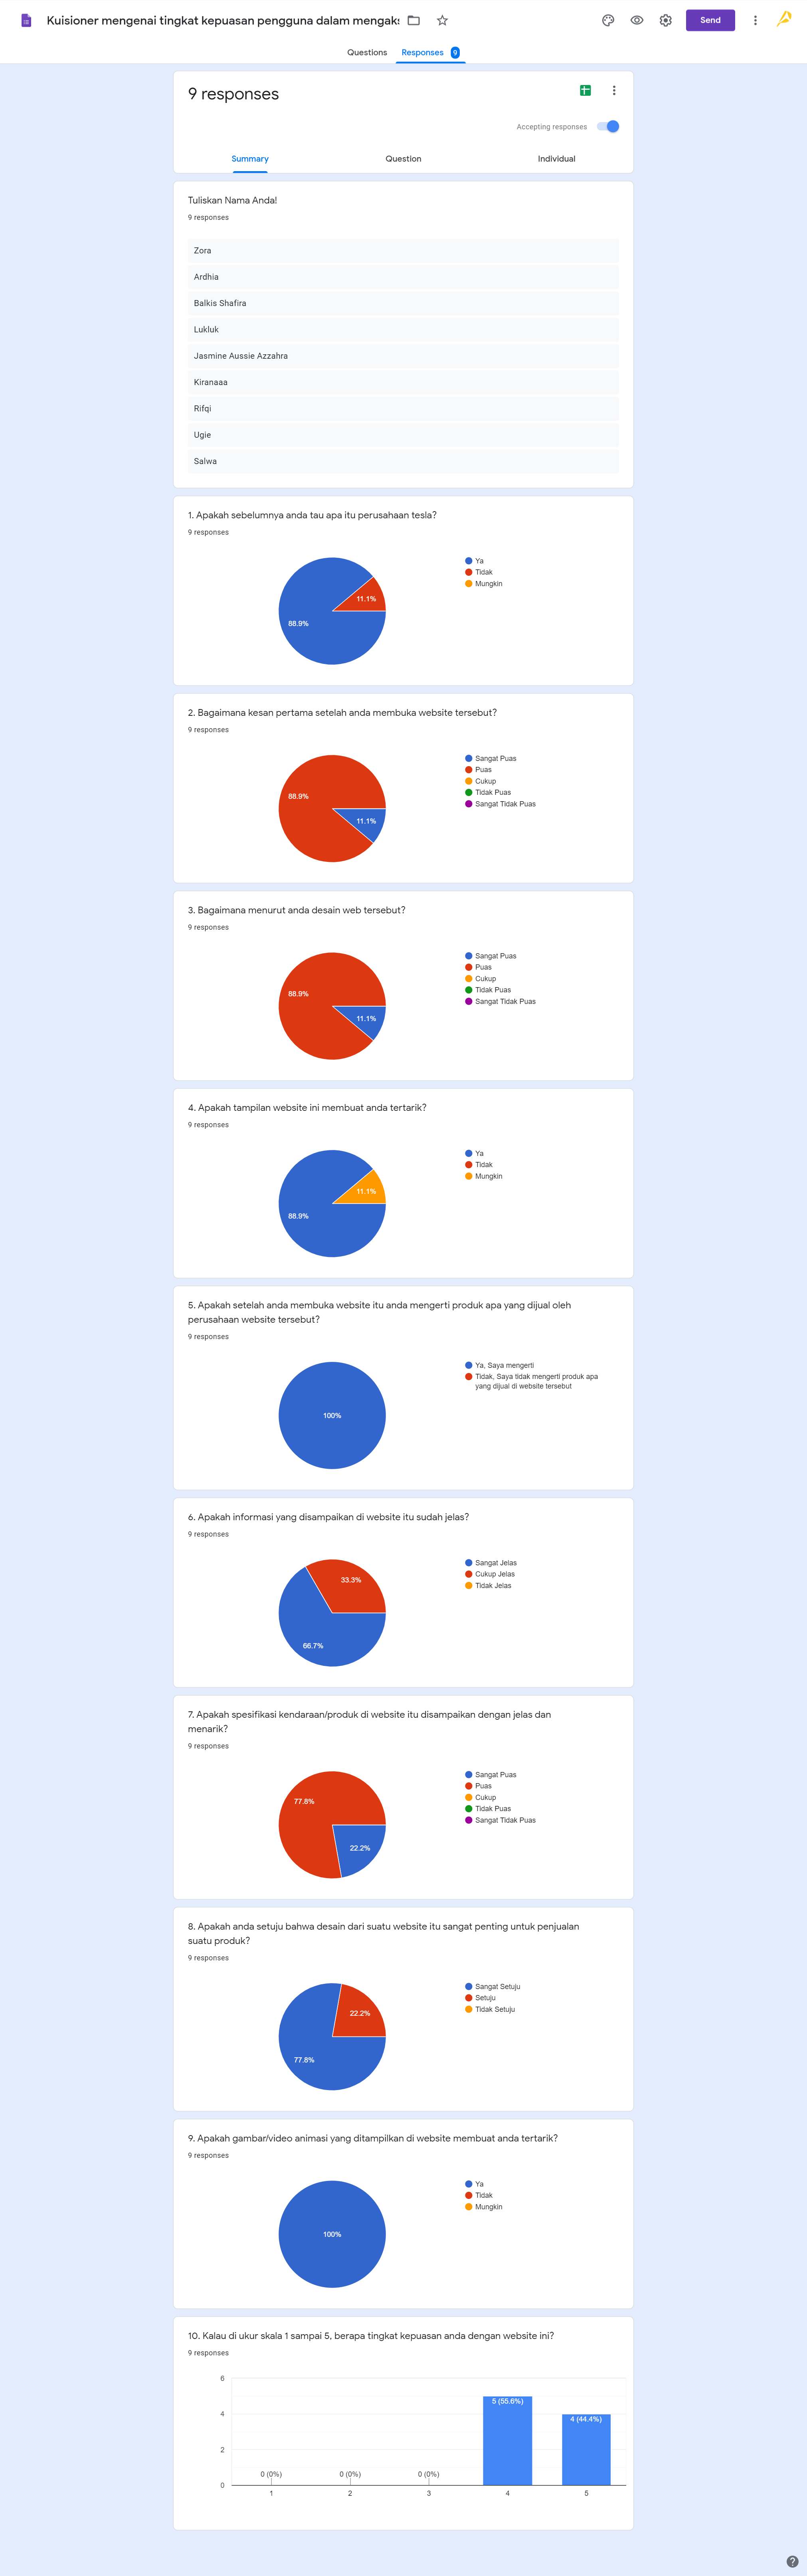 Kuisioner mengenai tingkat kepuasan pengguna dalam mengaks
Send
Questions
Responses 9
9 responses
Accepting responses
Summary
Question
Individual
Tuliskan Nama Anda!
9 responses
Zora
Ardhia
Balkis Shafira
Lukluk
Jasmine Aussie Azzahra
Kiranaaa
Rifqi
Ugie
Salwa
1. Apakah sebelumnya anda tau apa itu perusahaan tesla?
9 responses
Ya
Tidak
Mungkin
11.1%
88.9%
2. Bagaimana kesan pertama setelah anda membuka website tersebut?
9 responses
Sangat Puas
Puas
Cukup
Tidak Puas
Sangat Tidak Puas
88.9%
11.1%
3. Bagaimana menurut anda desain web tersebut?
9 responses
Sangat Puas
Puas
Cukup
Tidak Puas
Sangat Tidak Puas
88.9%
11.1%
4. Apakah tampilan website ini membuat anda tertarik?
9 responses
Ya
Tidak
Mungkin
11.1%
88.9%
5. Apakah setelah anda membuka website itu anda mengerti produk apa yang dijual oleh
perusahaan website tersebut?
9 responses
Ya, Saya mengerti
Tidak, Saya tidak mengerti produk apa
yang dijual di website tersebut
100%
6. Apakah informasi yang disampaikan di website itu sudah jelas?
9 responses
Sangat Jelas
Cukup Jelas
Tidak Jelas
33.3%
66.7%
7. Apakah spesifikasi kendaraan/produk di website itu disampaikan dengan jelas dan
menarik?
9 responses
Sangat Puas
Puas
Cukup
Tidak Puas
Sangat Tidak Puas
77.8%
22.2%
8. Apakah anda setuju bahwa desain dari suatu website itu sangat penting untuk penjualan
suatu produk?
9 responses
Sangat Setuju
Setuju
Tidak Setuju
22.2%
77.8%
9. Apakah gambar/video animasi yang ditampilkan di website membuat anda tertarik?
9 responses
Ya
Tidak
Mungkin
100%
10. Kalau di ukur skala 1 sampai 5, berapa tingkat kepuasan anda dengan website ini?
9 responses
6
4
2
0
0 (0%)
0 (0%)
0 (0%)
5 (55.6%)
4 (44.4%)
1
2
3
4
5